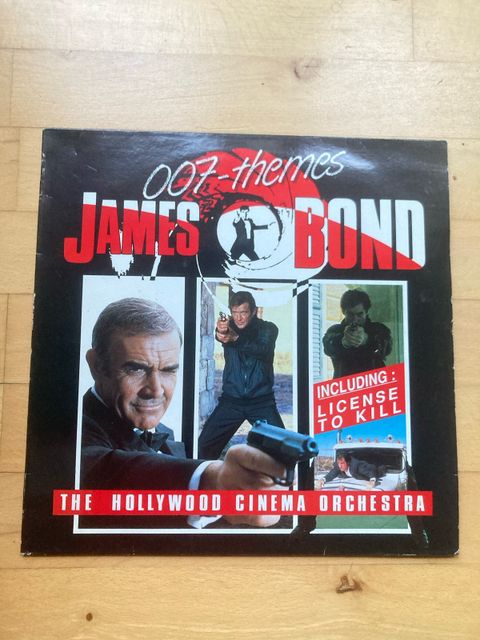 007-themes
JAMES BOND
INCLUDING:
LICENSE
TO KILL
THE HOLLYWOOD CINEMA ORCHESTRA